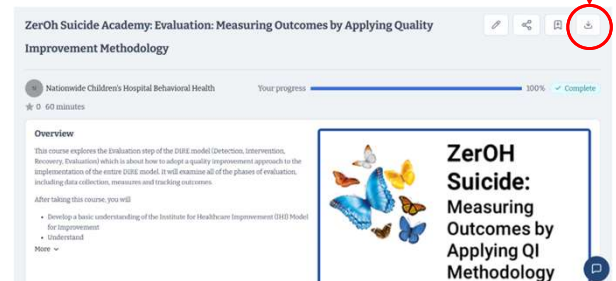 ZerOh Suicide Academy: Evaluation: Measuring Outcomes by Applying Quality
Improvement Methodology
N
Nationwide Children's Hospital Behavioral Health
Your progress
100%
Complete
0 60 minutes
Overview
This course explores the Evaluation step of the DIRE model (Detection, Intervention,
Recovery, Evaluation) which is about how to adopt a quality improvement approach to the
implementation of the entire DIRE model. It will examine all of the phases of evaluation,
including data collection, measures and tracking outcomes.
After taking this course, you will
• Develop a basic understanding of the Institute for Healthcare Improvement (IHI) Model
for Improvement
• Understand
More
ZerOH
Suicide:
Measuring
Outcomes by
Applying QI
Methodology